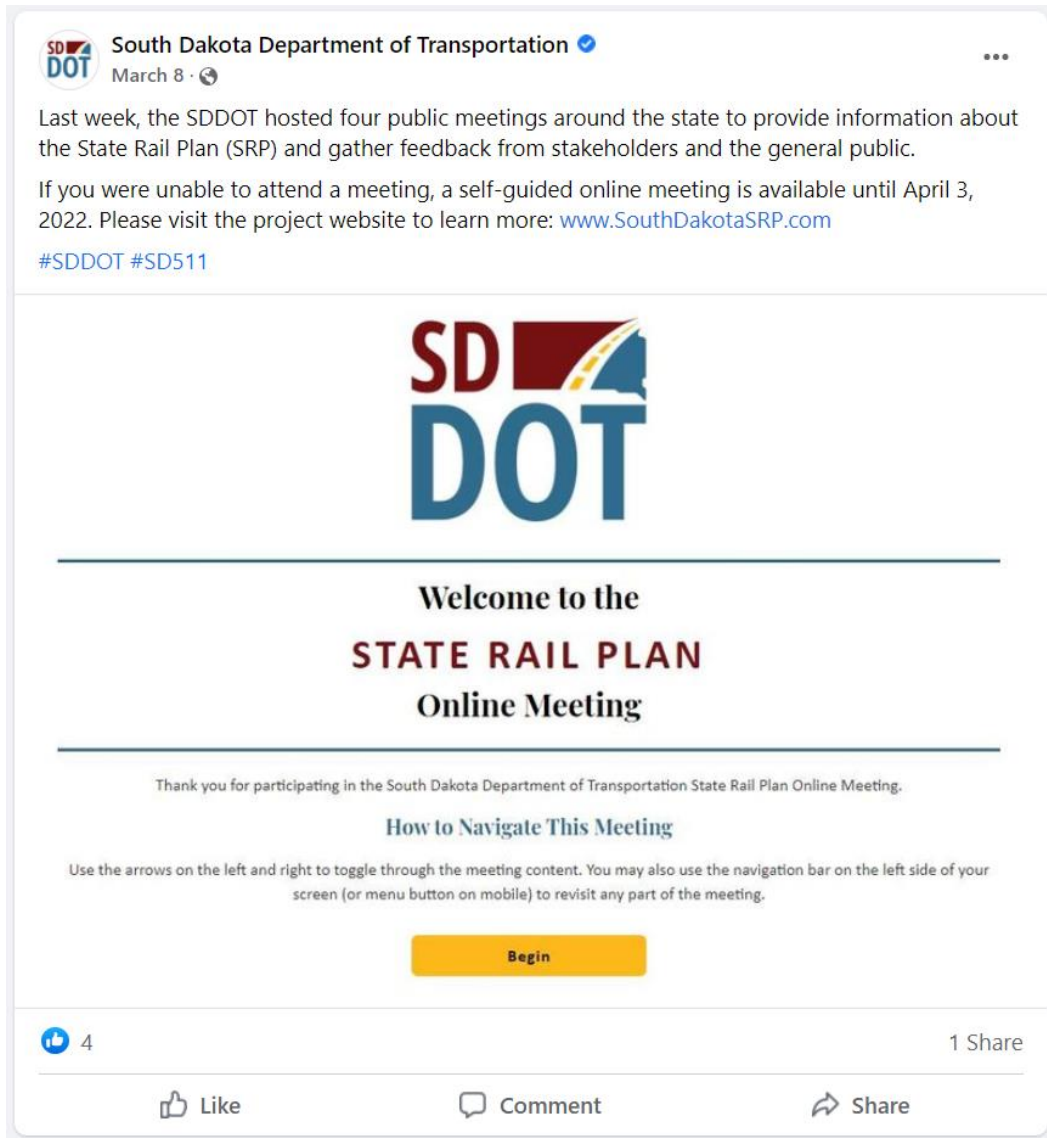 SD
DOT
South Dakota Department of Transportation
March 8 ·
Last week, the SDDOT hosted four public meetings around the state to provide information about
the State Rail Plan (SRP) and gather feedback from stakeholders and the general public.
If you were unable to attend a meeting, a self-guided online meeting is available until April 3,
2022. Please visit the project website to learn more: www.SouthDakotaSRP.com
#SDDOT #SD511
SD
DOT
Welcome to the
STATE RAIL PLAN
Online Meeting
Thank you for participating in the South Dakota Department of Transportation State Rail Plan Online Meeting.
How to Navigate This Meeting
Use the arrows on the left and right to toggle through the meeting content. You may also use the navigation bar on the left side of your
screen (or menu button on mobile) to revisit any part of the meeting.
Begin
4 1 Share
Like Comment Share